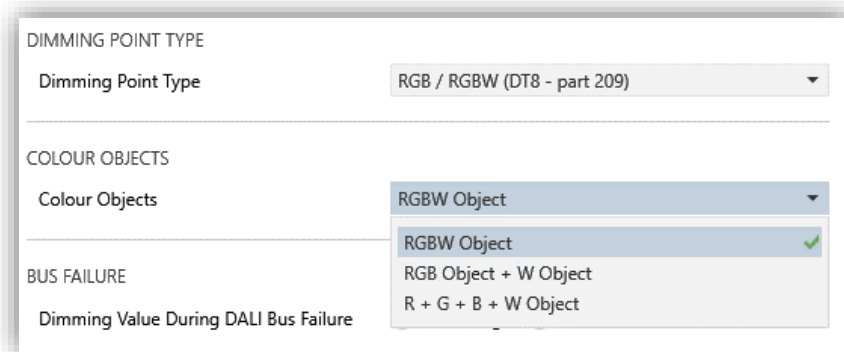 DIMMING POINT TYPE
Dimming Point Type RGB / RGBW (DT8 - part 209)
COLOUR OBJECTS
Colour Objects RGBW Object
RGBW Object
RGB Object + W Object
BUS FAILURE
R + G + B + W Object
Dimming Value During DALI Bus Failure